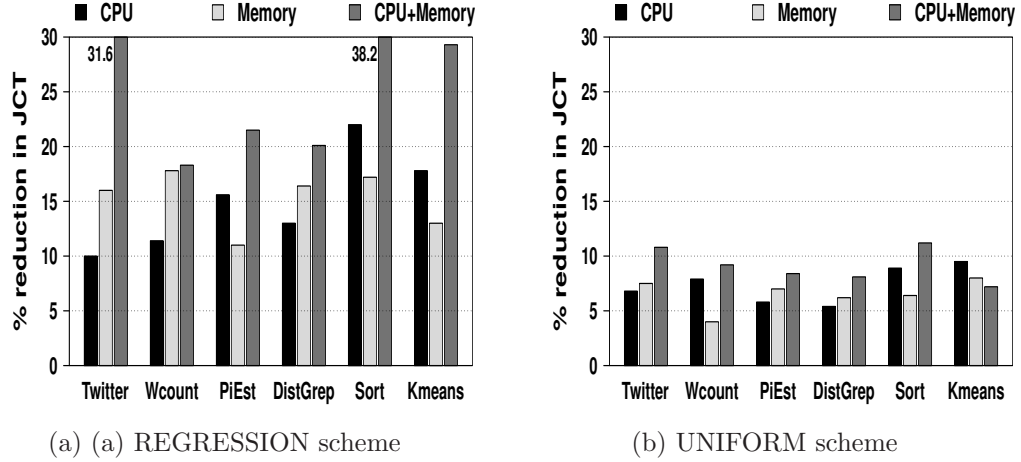 CPU Memory CPU+Memory
% reduction in JCT
30
25
20
15
10
5
0
31.6
38.2
Twitter Wcount PiEst DistGrep Sort Kmeans
(a) (a) REGRESSION scheme
CPU Memory CPU+Memory
% reduction in JCT
30
25
20
15
10
5
0
Twitter Wcount PiEst DistGrep Sort Kmeans
(b) UNIFORM scheme